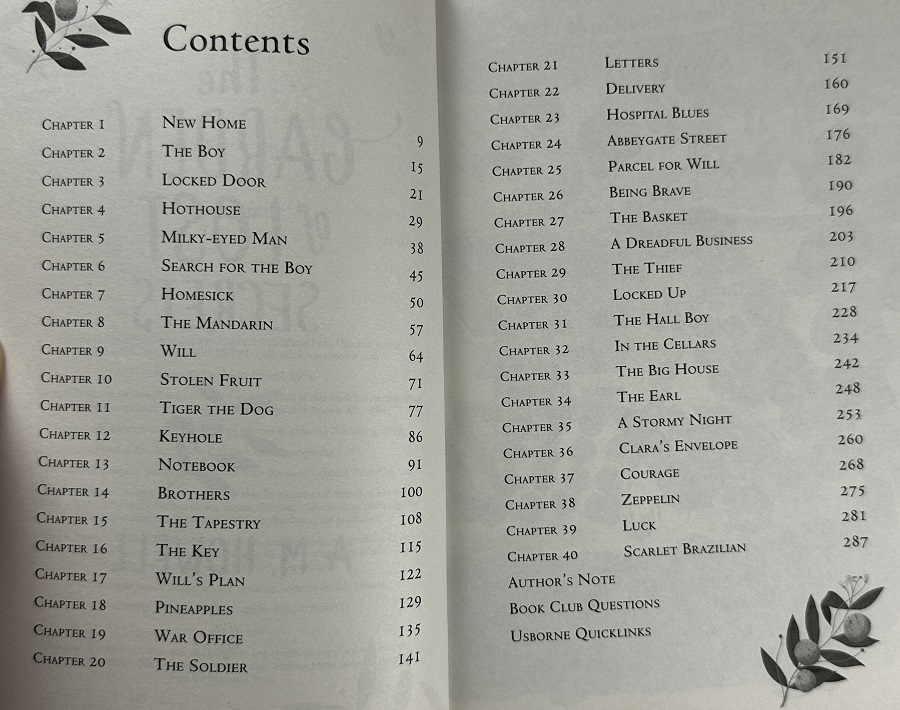 Contents
Chapter 1 New Home 9
Chapter 2 The Boy 15
Chapter 3 Locked Door 21
Chapter 4 Hothouse 29
Chapter 5 Milky-eyed Man 38
Chapter 6 Search for the Boy 45
Chapter 7 Homesick 50
Chapter 8 The Mandarin 57
Chapter 9 Will 64
Chapter 10 Stolen Fruit 71
Chapter 11 Tiger the Dog 77
Chapter 12 Keyhole 86
Chapter 13 Notebook 91
Chapter 14 Brothers 100
Chapter 15 The Tapestry 108
Chapter 16 The Key 115
Chapter 17 Will's Plan 122
Chapter 18 Pineapples 129
Chapter 19 War Office 135
Chapter 20 The Soldier 141
Chapter 21 Letters 151
Chapter 22 Delivery 160
Chapter 23 Hospital Blues 169
Chapter 24 Abbeygate Street 176
Chapter 25 Parcel for Will 182
Chapter 26 Being Brave 190
Chapter 27 The Basket 196
Chapter 28 A Dreadful Business 203
Chapter 29 The Thief 210
Chapter 30 Locked Up 217
Chapter 31 The Hall Boy 228
Chapter 32 In the Cellars 234
Chapter 33 The Big House 242
Chapter 34 The Earl 248
Chapter 35 A Stormy Night 253
Chapter 36 Clara's Envelope 260
Chapter 37 Courage 268
Chapter 38 Zeppelin 275
Chapter 39 Luck 281
Chapter 40 Scarlet Brazilian 287
Author's Note
Book Club Questions
Usborne Quicklinks